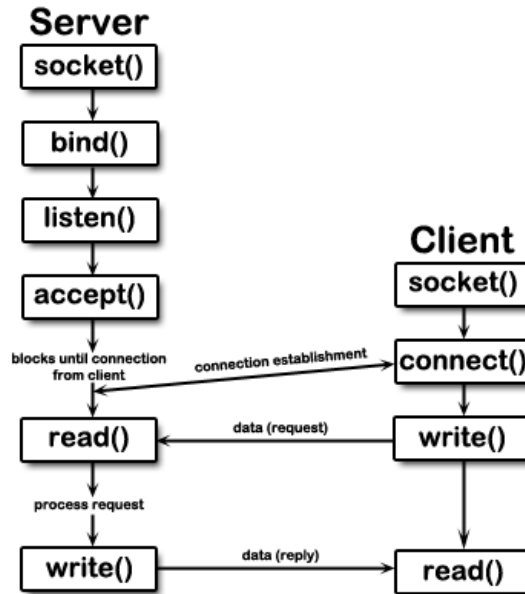 Server
socket()
bind()
listen()
accept()
blocks until connection
from client
read()
process request
write()
connection establishment
data (request)
data (reply)
Client
socket()
connect()
write()
read()